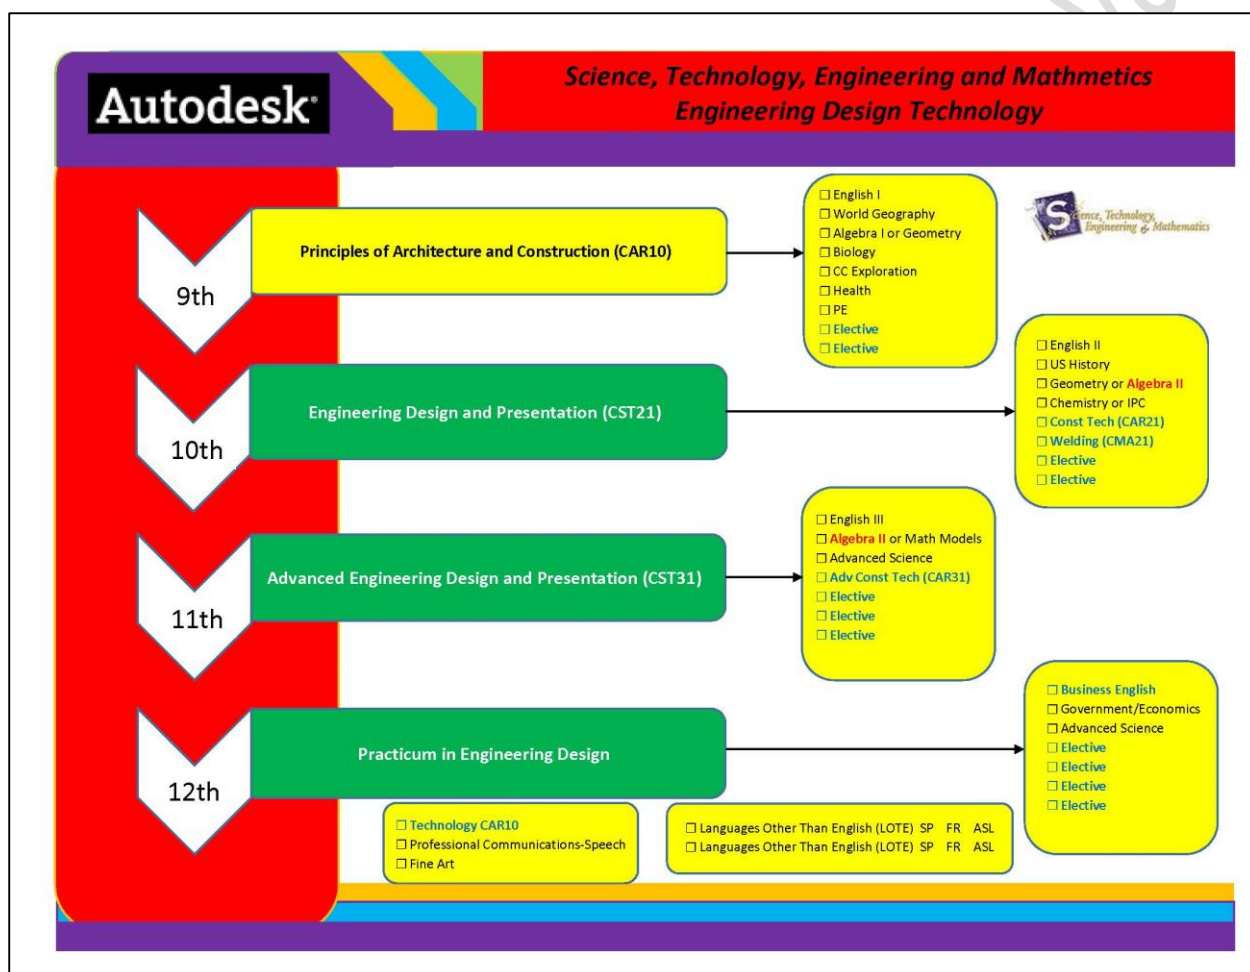 Autodesk
Science, Technology, Engineering and Mathmetics
Engineering Design Technology
9th
Principles of Architecture and Construction (CAR10)
☐ English I
☐ World Geography
☐ Algebra I or Geometry
☐ Biology
☐ CC Exploration
☐ Health
☐ PE
☐ Elective
☐ Elective
Science, Technology,
Engineering & Mathematics
10th
Engineering Design and Presentation (CST21)
☐ English II
☐ US History
☐ Geometry or Algebra II
☐ Chemistry or IPC
☐ Const Tech (CAR21)
☐ Welding (CMA21)
☐ Elective
☐ Elective
11th
Advanced Engineering Design and Presentation (CST31)
☐ English III
☐ Algebra II or Math Models
☐ Advanced Science
☐ Adv Const Tech (CAR31)
☐ Elective
☐ Elective
☐ Elective
12th
Practicum in Engineering Design
☐ Business English
☐ Government/Economics
☐ Advanced Science
☐ Elective
☐ Elective
☐ Elective
☐ Elective
☐ Technology CAR10
☐ Professional Communications-Speech
☐ Fine Art
☐ Languages Other Than English (LOTE) SP FR ASL
☐ Languages Other Than English (LOTE) SP FR ASL